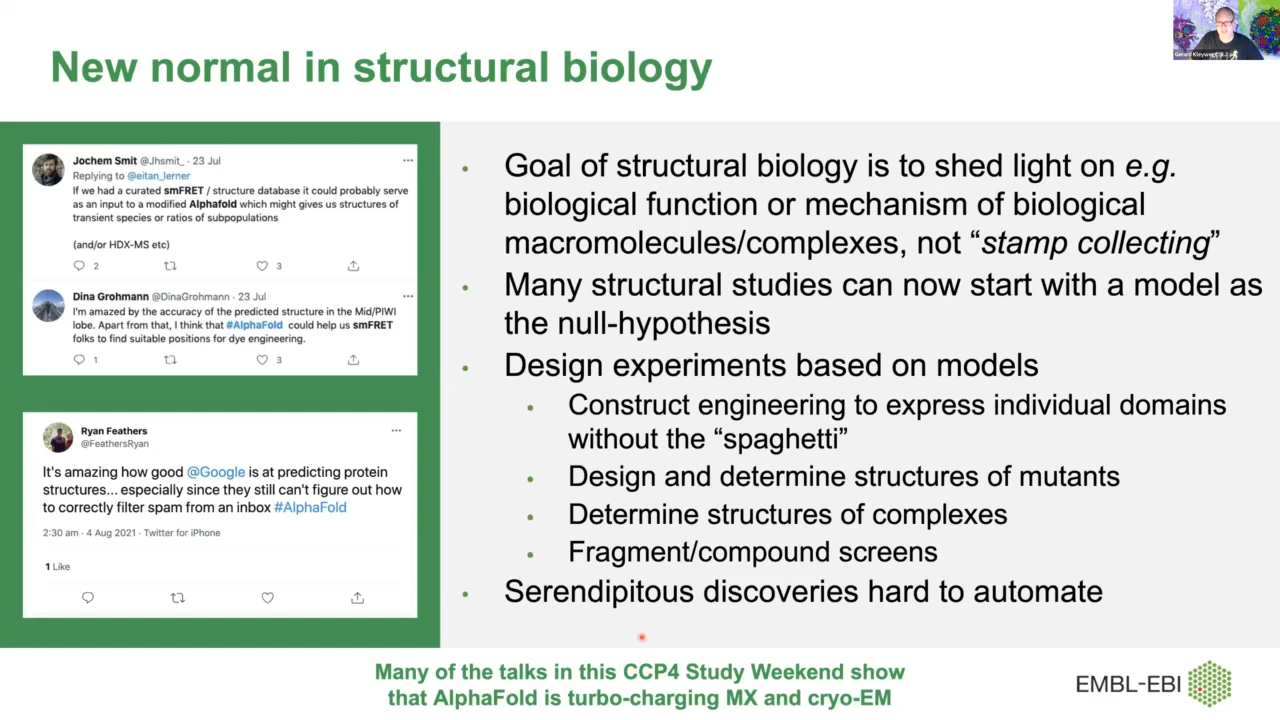 New normal in structural biology
Jochem Smit @Jhsmit_ · 23 Jul
Replying to @eitan_lerner
If we had a curated smFRET / structure database it could probably serve
as an input to a modified Alphafold which might gives us structures of
transient species or ratios of subpopulations
(and/or HDX-MS etc)
2 3
Dina Grohmann @DinaGrohmann · 23 Jul
I'm amazed by the accuracy of the predicted structure in the Mid/PIWI
lobe. Apart from that, I think that #AlphaFold could help us smFRET
folks to find suitable positions for dye engineering.
1 3
Ryan Feathers
@FeathersRyan
It's amazing how good @Google is at predicting protein
structures... especially since they still can't figure out how
to correctly filter spam from an inbox #AlphaFold
2:30 am · 4 Aug 2021 · Twitter for iPhone
1 Like
• Goal of structural biology is to shed light on e.g.
biological function or mechanism of biological
macromolecules/complexes, not “stamp collecting”
• Many structural studies can now start with a model as
the null-hypothesis
• Design experiments based on models
• Construct engineering to express individual domains
without the “spaghetti”
• Design and determine structures of mutants
• Determine structures of complexes
• Fragment/compound screens
• Serendipitous discoveries hard to automate
Many of the talks in this CCP4 Study Weekend show
that AlphaFold is turbo-charging MX and cryo-EM
EMBL-EBI